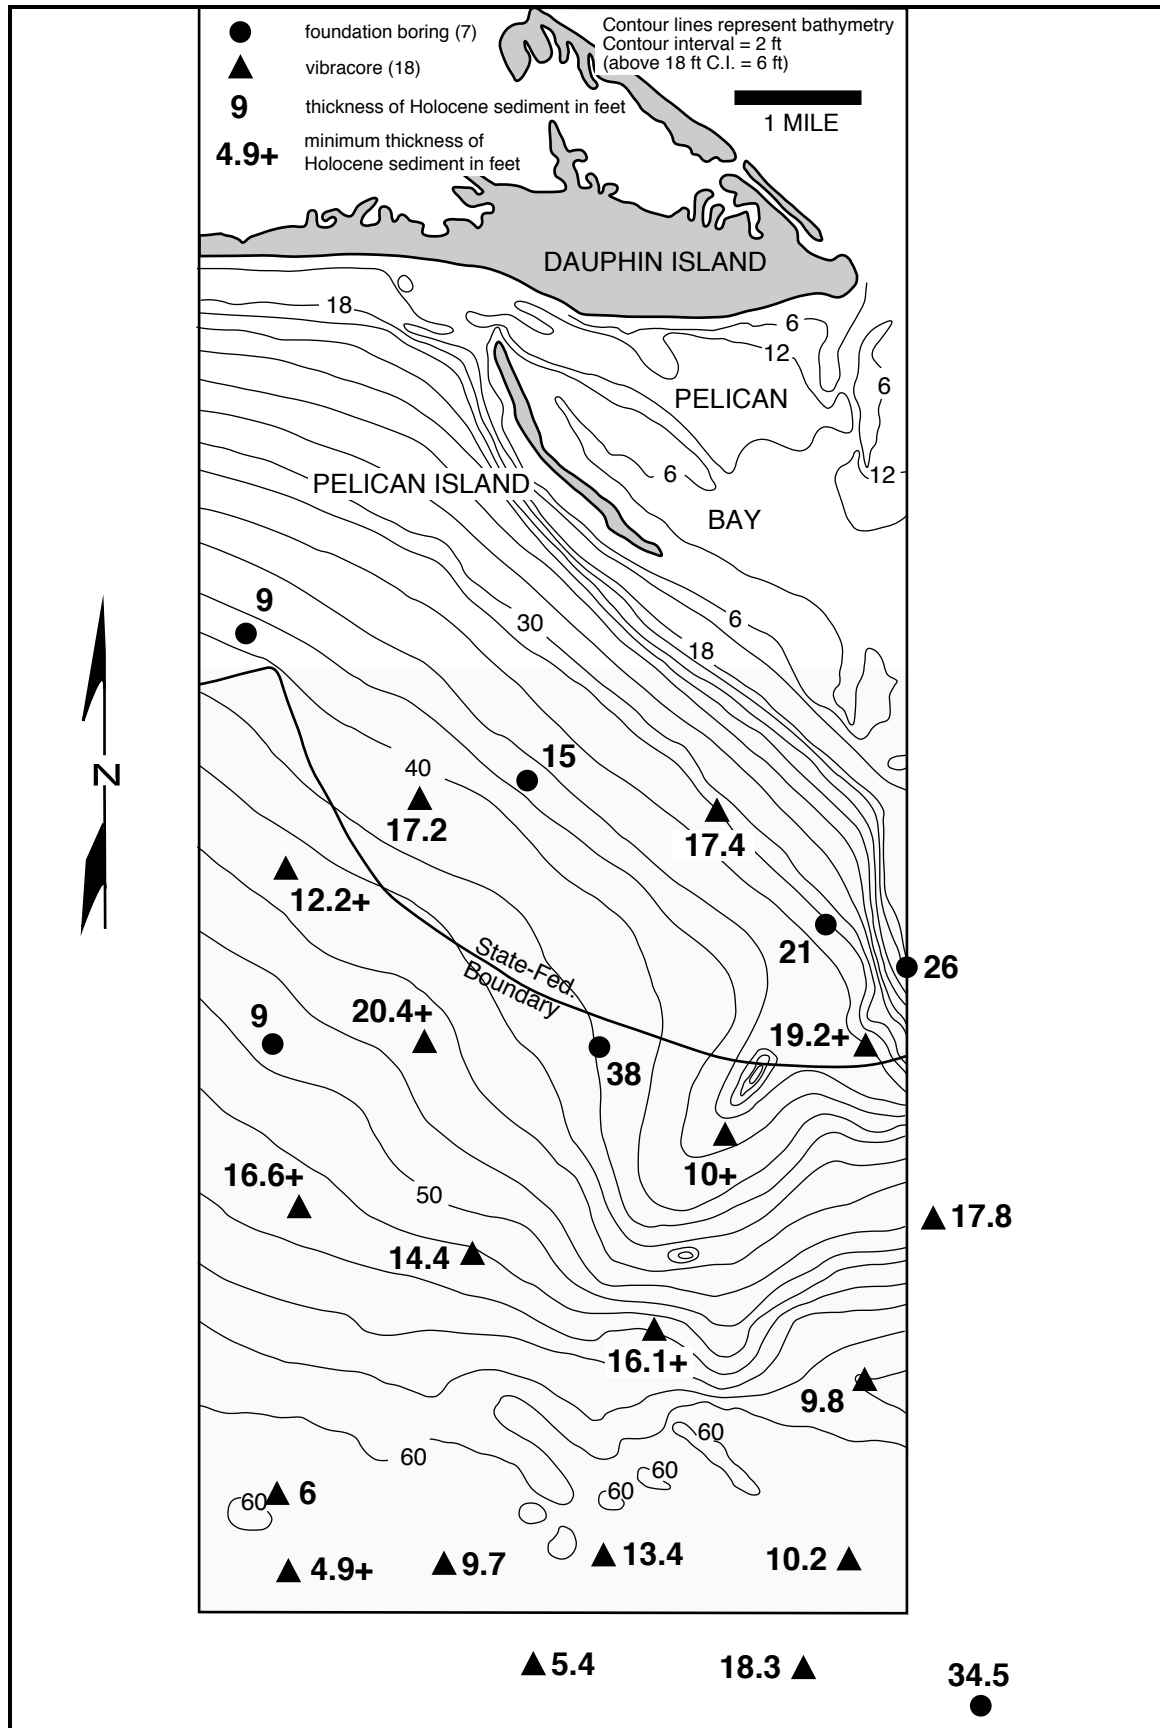 foundation boring (7)
vibracore (18)
9 thickness of Holocene sediment in feet
4.9+ minimum thickness of
Holocene sediment in feet
Contour lines represent bathymetry
Contour interval = 2 ft
(above 18 ft C.I. = 6 ft)
1 MILE
DAUPHIN ISLAND
18
6
12
6
PELICAN
6
12
PELICAN ISLAND
BAY
9
30
6
18
N
15
40
17.2
17.4
12.2+
State-Fed.
Boundary
21
26
20.4+
9
19.2+
38
10+
16.6+
50
17.8
14.4
16.1+
9.8
60
60
60
60
60
6
4.9+
9.7
13.4
10.2
5.4
18.3
34.5